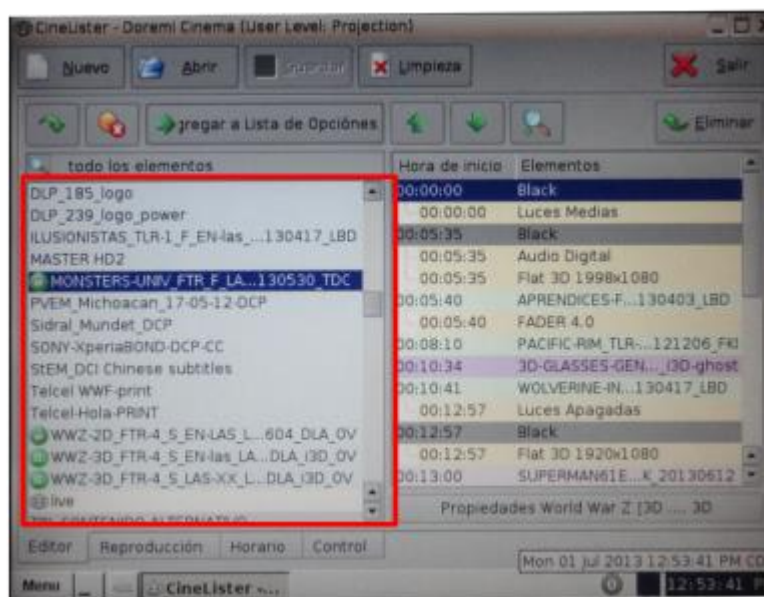 CineLister - Doremi Cinema (User Level: Projection)
Nuevo
Abrir
Limpieza
Salir
gregar a Lista de Opciónes
Eliminar
todo los elementos
DLP_185_logo
DLP_239_logo_power
ILUSIONISTAS_TLR-1_F_EN-las_...130417_LBD
MASTER HD2
MONSTERS-UNIV_FTR_F_LA...130530_TDC
PVEM_Michoacan_17-05-12-DCP
Sidral_Mundet_DCP
SONY-XperiaBOND-DCP-CC
StEM_DCI Chinese subtitles
Telcel WWF-print
Telcel-Hola-PRINT
WWZ-2D_FTR-4_S_EN-LAS_L...604_DLA_OV
WWZ-3D_FTR-4_S_EN-las_LA...DLA_i3D_OV
WWZ-3D_FTR-4_S_LAS-XX_L...DLA_i3D_OV
live
Hora de inicio Elementos
00:00:00 Black
00:00:00 Luces Medias
00:05:35 Black
00:05:35 Audio Digital
00:05:35 Flat 3D 1998x1080
00:05:40 APRENDICES-F...130403_LBD
00:05:40 FADER 4.0
00:08:10 PACIFIC-RIM_TLR-...121206_FKI
00:10:34 3D-GLASSES-GEN..._i3D-ghost
00:10:41 WOLVERINE-IN...130417_LBD
00:12:57 Luces Apagadas
00:12:57 Black
00:12:57 Flat 3D 1920x1080
00:13:00 SUPERMAN61E...K_20130612
Propiedades World War Z [3D .... 3D
Editor Reproducción Horario Control
Mon 01 Jul 2013 12:53:41 PM CD
Menu CineLister -... 12:53:41 P